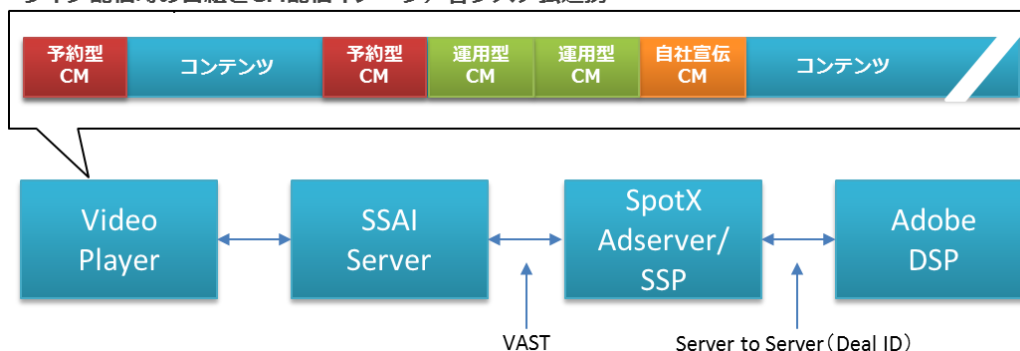 予約型
CM
コンテンツ
予約型
CM
運用型
CM
運用型
CM
自社宣伝
CM
コンテンツ
Video
Player
SSAI
Server
SpotX
Adserver/
SSP
Adobe
DSP
VAST
Server to Server(Deal ID)